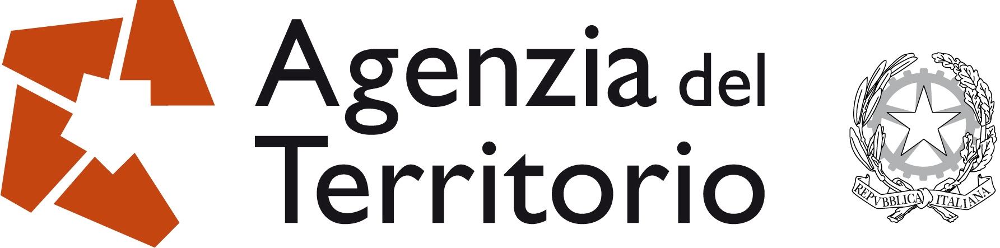 Agenzia del
Territorio
REPVBBLICA ITALIANA